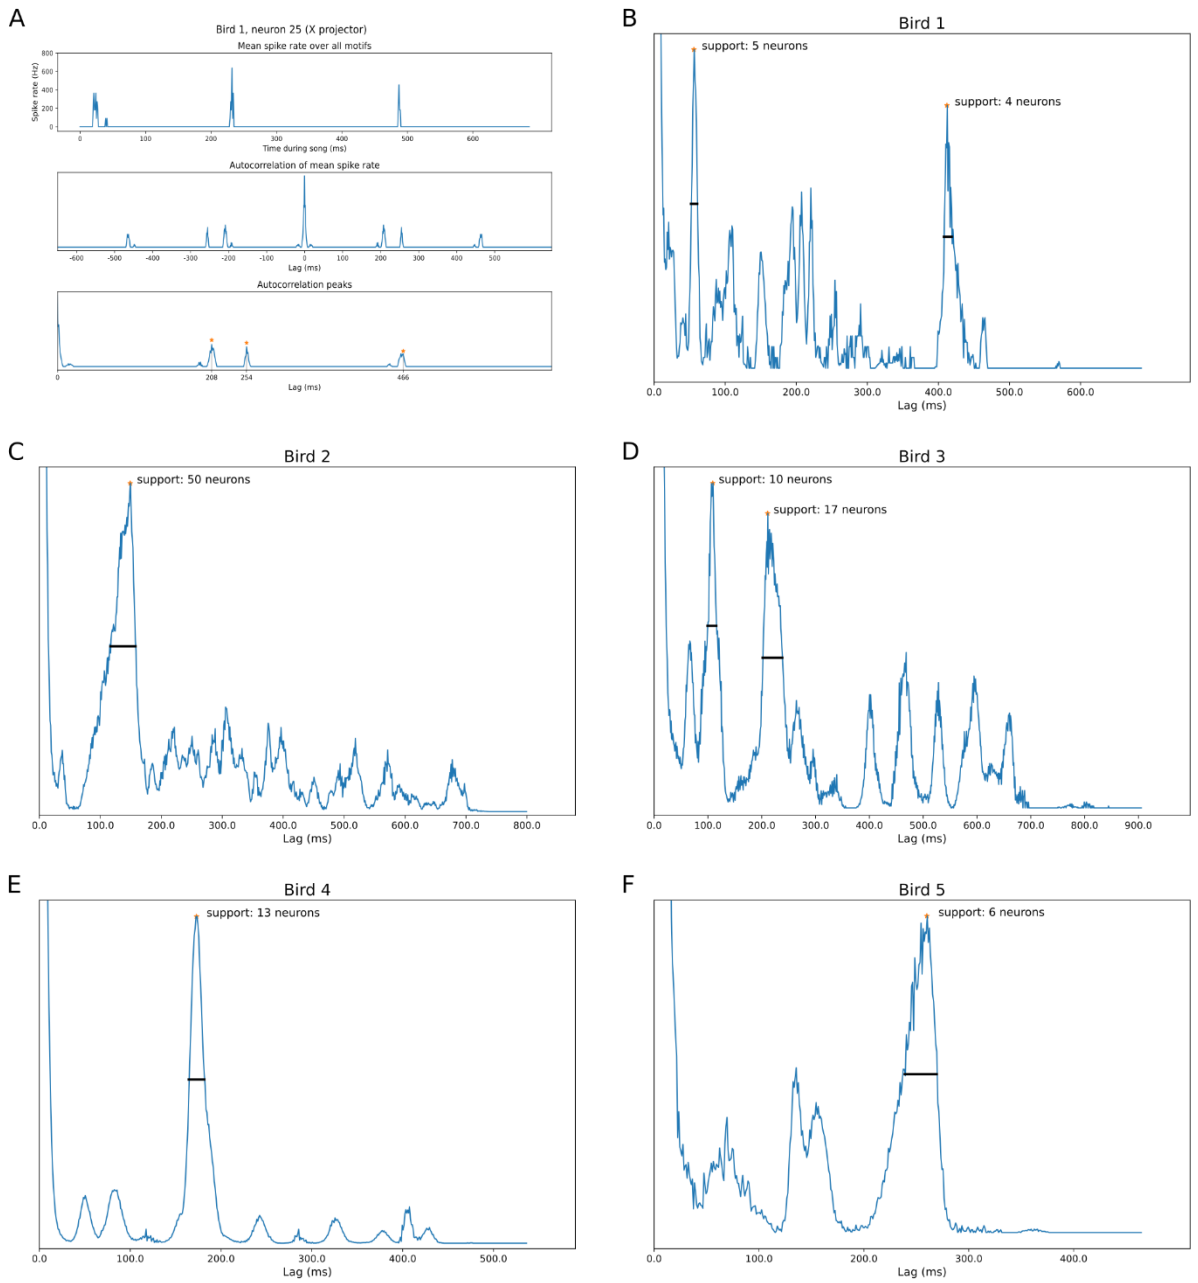 A
Bird 1, neuron 25 (X projector)
Mean spike rate over all motifs
Spike rate (Hz)
800
600
400
200
0
0 100 200 300 400 500 600
Time during song (ms)
Autocorrelation of mean spike rate
-600 -500 -400 -300 -200 -100 0 100 200 300 400 500
Lag (ms)
Autocorrelation peaks
0 208 254 466
Lag (ms)
B
Bird 1
support: 5 neurons
support: 4 neurons
0.0 100.0 200.0 300.0 400.0 500.0 600.0
Lag (ms)
C
Bird 2
support: 50 neurons
0.0 100.0 200.0 300.0 400.0 500.0 600.0 700.0 800.0
Lag (ms)
D
Bird 3
support: 10 neurons
support: 17 neurons
0.0 100.0 200.0 300.0 400.0 500.0 600.0 700.0 800.0 900.0
Lag (ms)
E
Bird 4
support: 13 neurons
0.0 100.0 200.0 300.0 400.0 500.0
Lag (ms)
F
Bird 5
support: 6 neurons
0.0 100.0 200.0 300.0 400.0
Lag (ms)